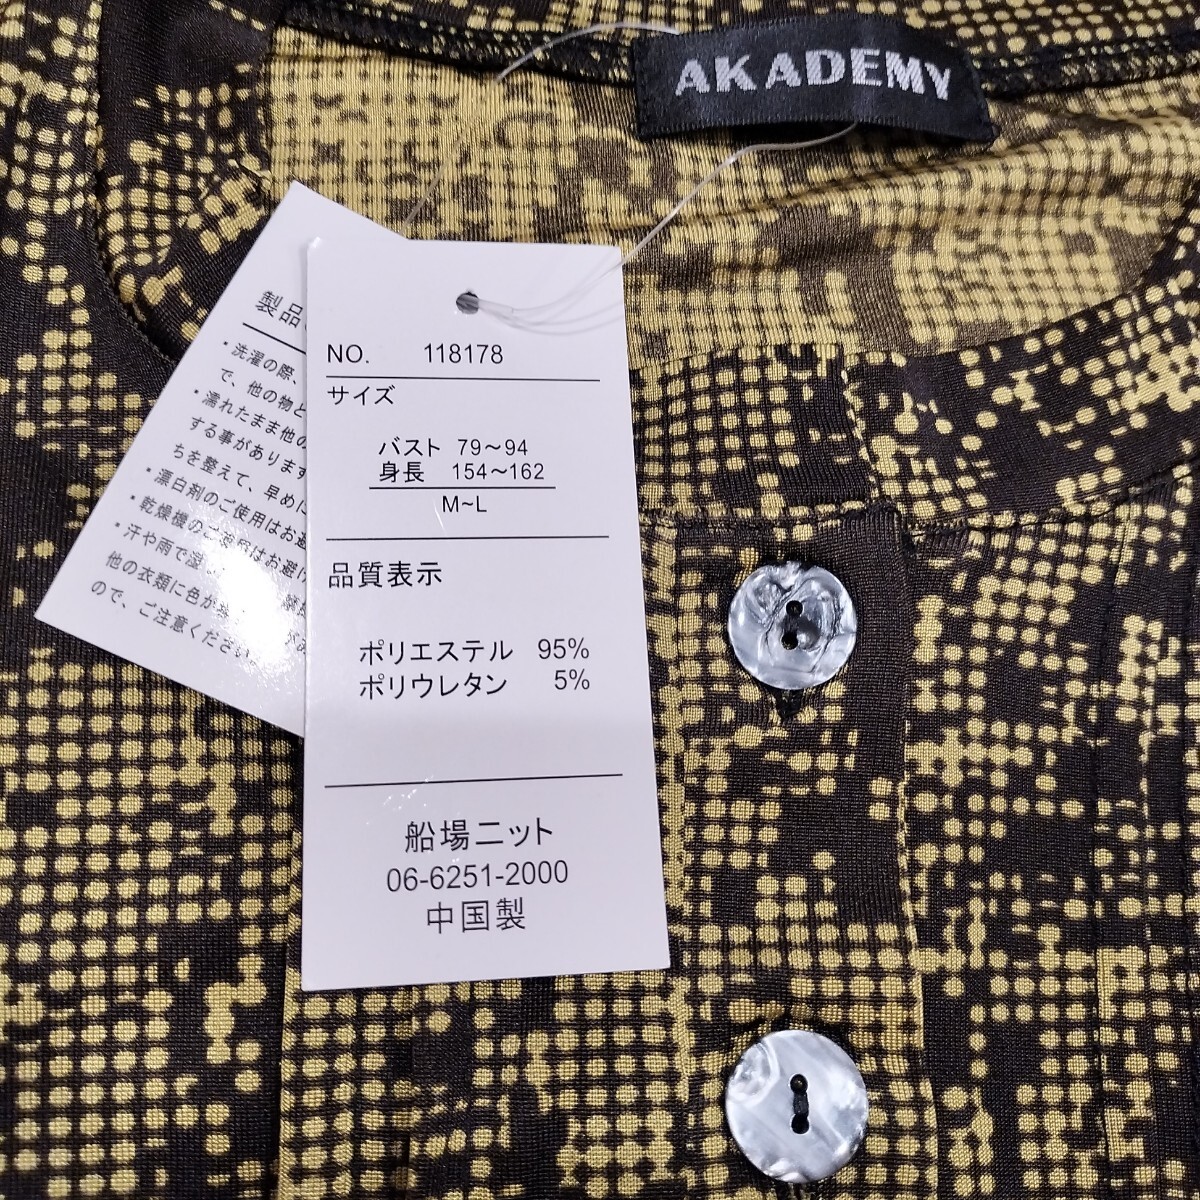 AKADEMY
NO. 118178
サイズ
バスト 79～94
身長 154～162
M~L
品質表示
ポリエステル 95%
ポリウレタン 5%
船場ニット
06-6251-2000
中国製
製品
・洗濯の際、
で、他の物と
・濡れたまま他の
する事があります
ちを整えて、早めに
・漂白剤のご使用はお避
・乾燥機のご使用はお避け
・汗や雨で湿
他の衣類に色が
ので、ご注意ください。